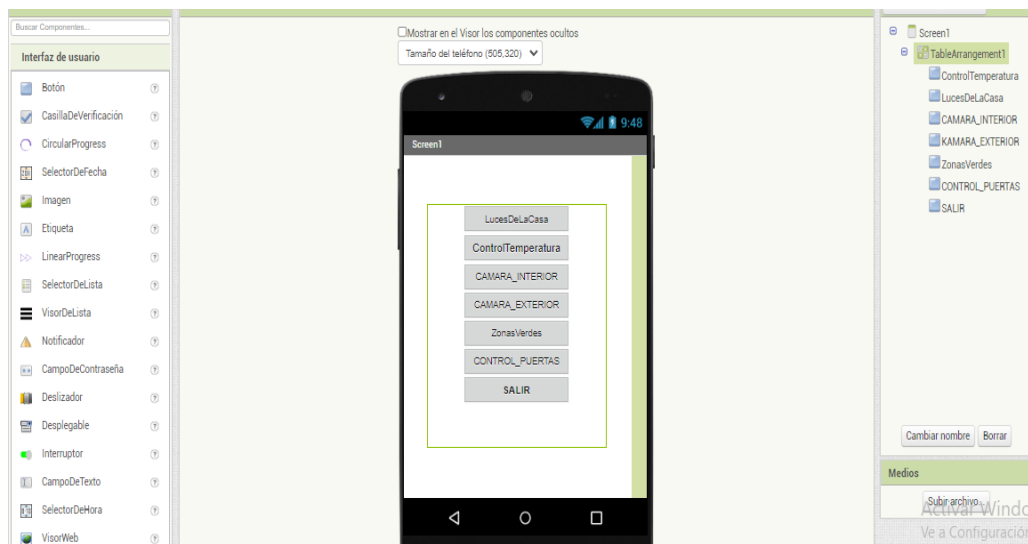 Buscar Componentes...
Interfaz de usuario
Botón
CasillaDeVerificación
CircularProgress
SelectorDeFecha
Imagen
Etiqueta
LinearProgress
SelectorDeLista
VisorDeLista
Notificador
CampoDeContraseña
Deslizador
Desplegable
Interruptor
CampoDeTexto
SelectorDeHora
VisorWeb
Mostrar en el Visor los componentes ocultos
Tamaño del teléfono (505,320)
9:48
Screen1
LucesDeLaCasa
ControlTemperatura
CAMARA_INTERIOR
CAMARA_EXTERIOR
ZonasVerdes
CONTROL_PUERTAS
SALIR
Screen1
TableArrangement1
ControlTemperatura
LucesDeLaCasa
CAMARA_INTERIOR
KAMARA_EXTERIOR
ZonasVerdes
CONTROL_PUERTAS
SALIR
Cambiar nombre Borrar
Medios
Subir archivo...
Activar Windo
Ve a Configuración